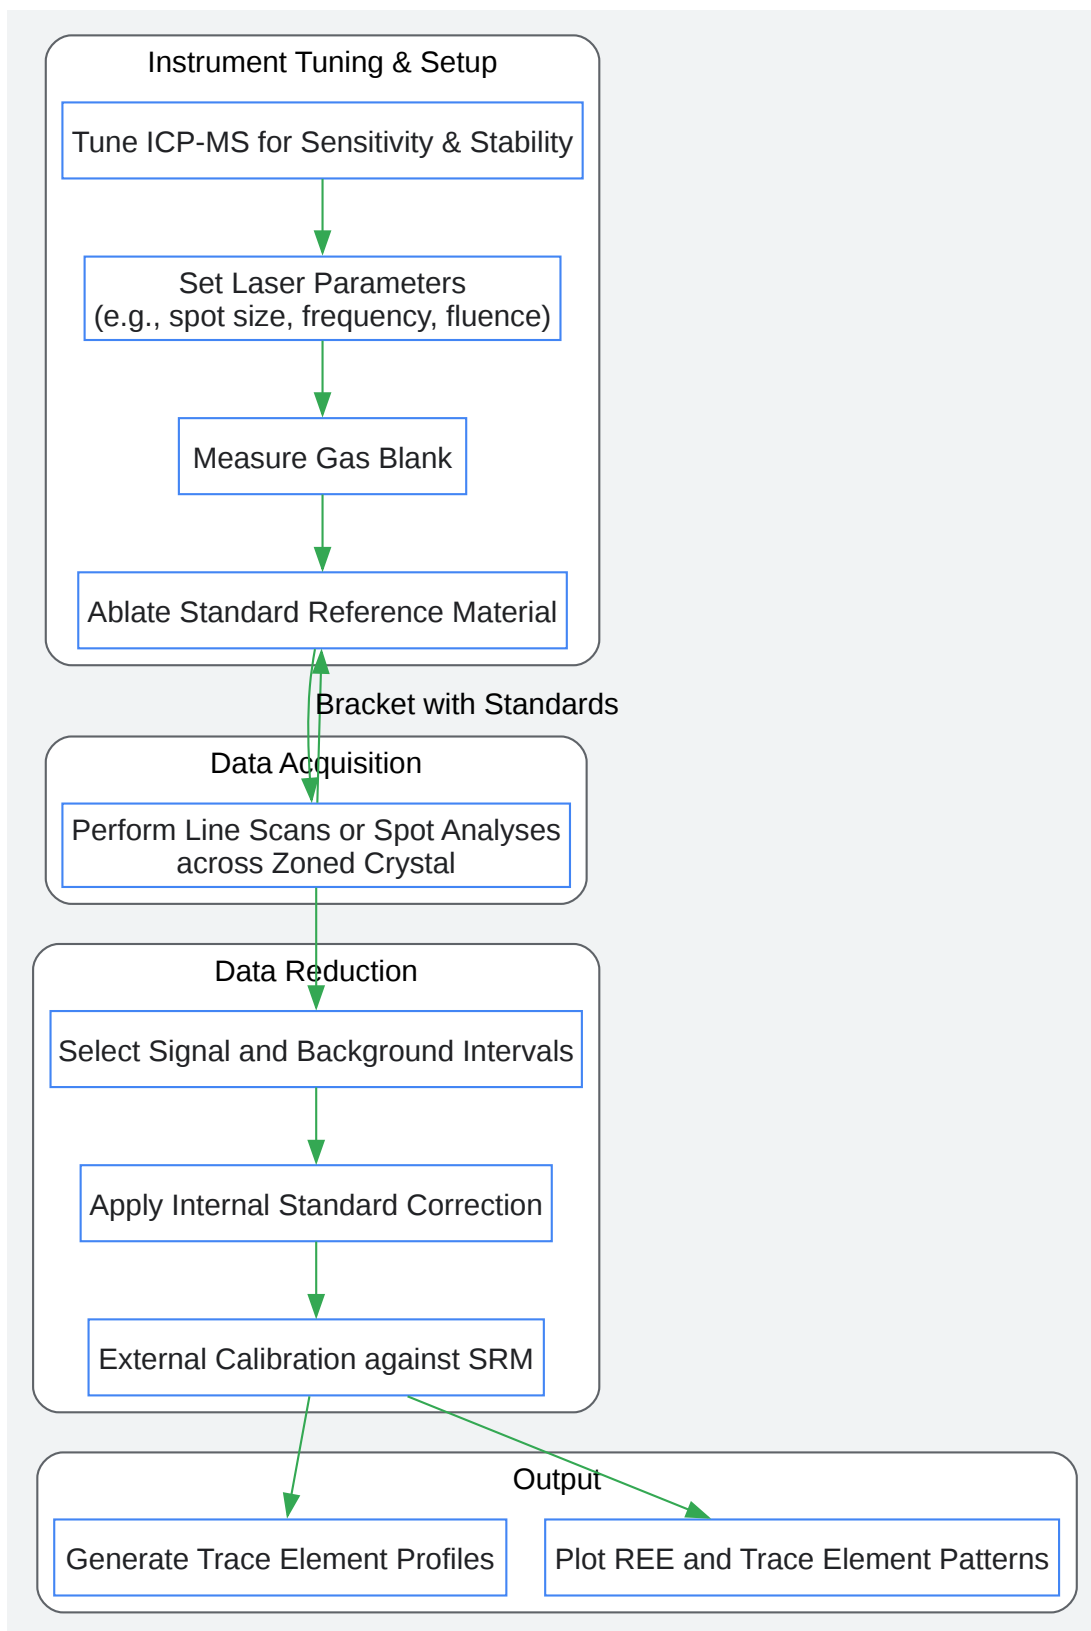 Instrument Tuning & Setup
Tune ICP-MS for Sensitivity & Stability
Set Laser Parameters
(e.g., spot size, frequency, fluence)
Measure Gas Blank
Ablate Standard Reference Material
Bracket with Standards
Data Acquisition
Perform Line Scans or Spot Analyses
across Zoned Crystal
Data Reduction
Select Signal and Background Intervals
Apply Internal Standard Correction
External Calibration against SRM
Output
Generate Trace Element Profiles
Plot REE and Trace Element Patterns